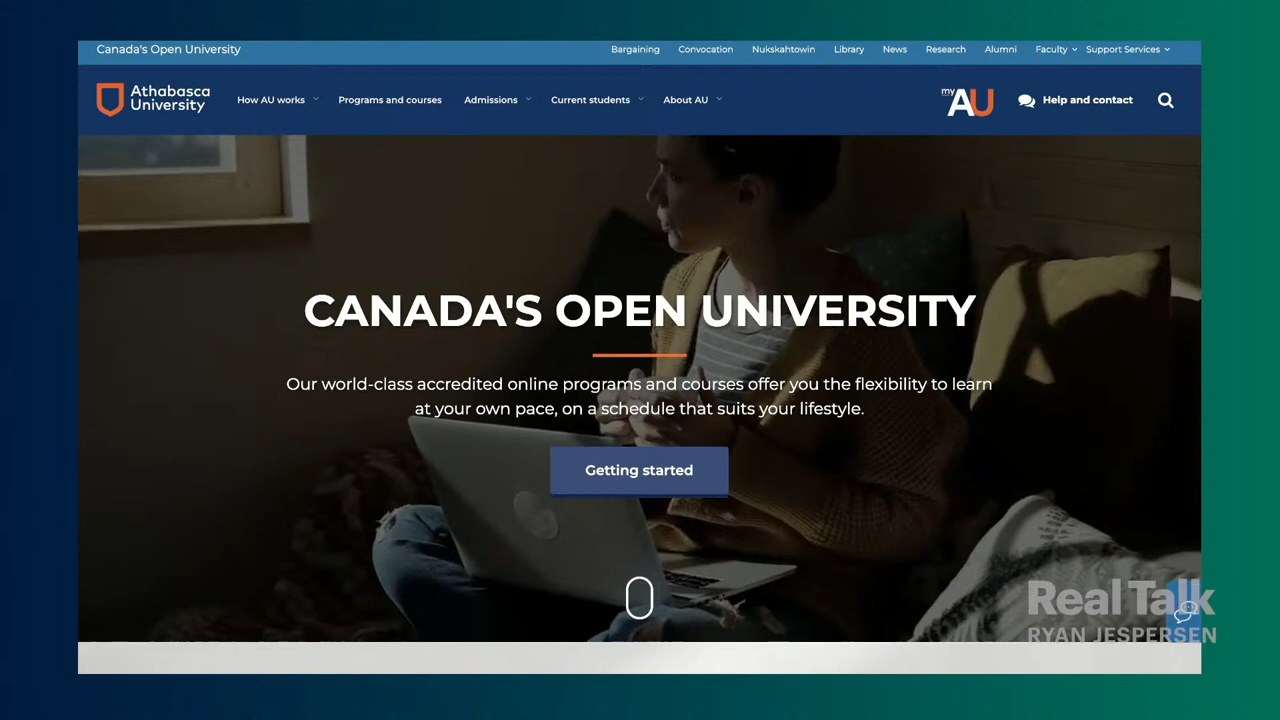 Canada's Open University
Bargaining Convocation Nukskahtowin Library News Research Alumni Faculty Support Services
Athabasca
University
How AU works Programs and courses Admissions Current students About AU
my AU
Help and contact
CANADA'S OPEN UNIVERSITY
Our world-class accredited online programs and courses offer you the flexibility to learn
at your own pace, on a schedule that suits your lifestyle.
Getting started
Real Talk
RYAN JESPERSEN